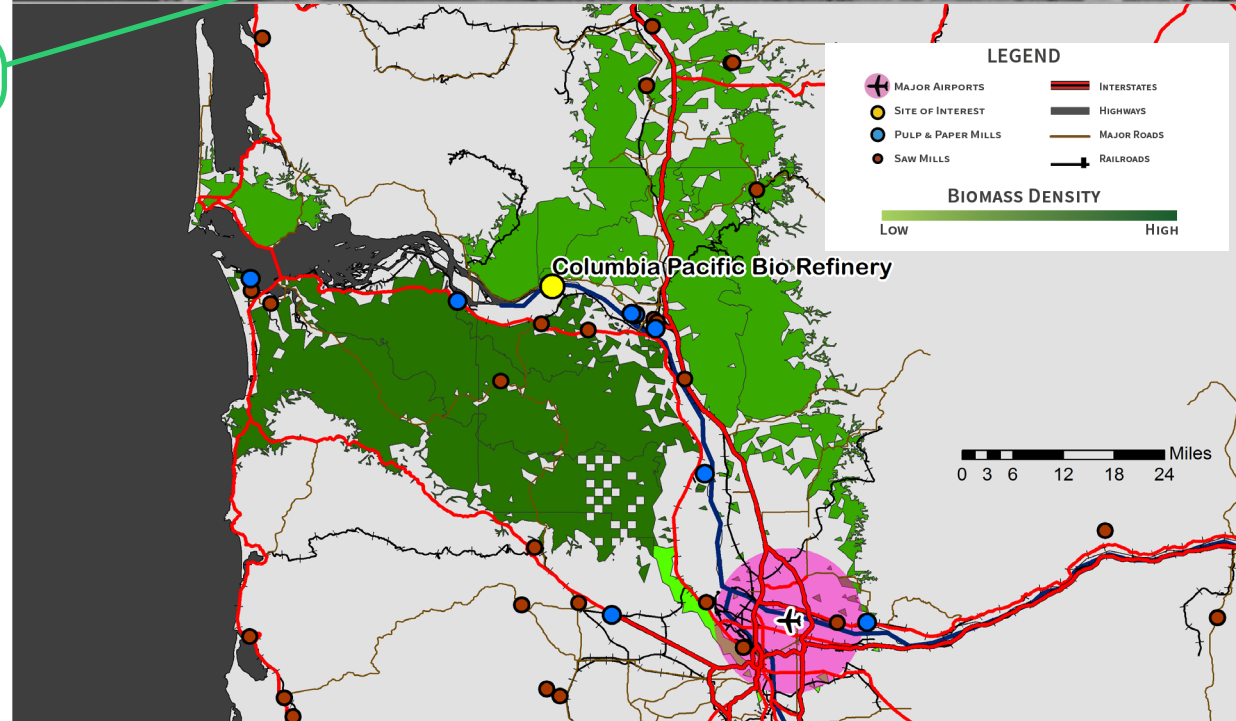 LEGEND
MAJOR AIRPORTS
SITE OF INTEREST
PULP & PAPER MILLS
SAW MILLS
INTERSTATES
HIGHWAYS
MAJOR ROADS
RAILROADS
BIOMASS DENSITY
LOW HIGH
Columbia Pacific Bio Refinery
Miles
0 3 6 12 18 24